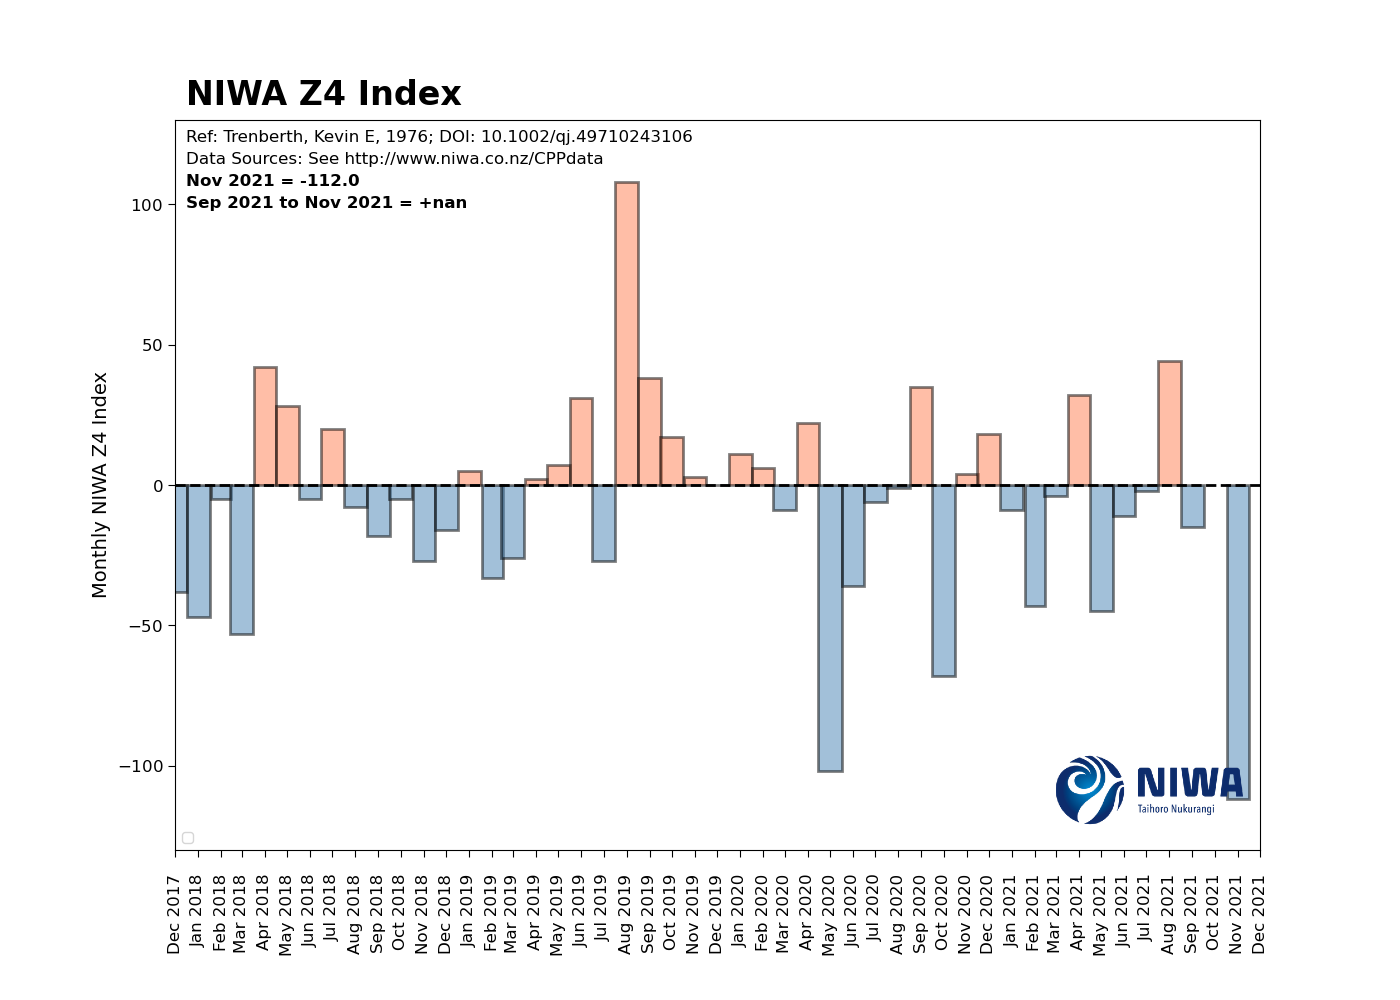 NIWA Z4 Index
Ref: Trenberth, Kevin E, 1976; DOI: 10.1002/qj.49710243106
Data Sources: See http://www.niwa.co.nz/CPPdata
Nov 2021 = -112.0
Sep 2021 to Nov 2021 = +nan
Monthly NIWA Z4 Index
100
50
0
−50
−100
NIWA
Taihoro Nukurangi
Dec 2017
Jan 2018
Feb 2018
Mar 2018
Apr 2018
May 2018
Jun 2018
Jul 2018
Aug 2018
Sep 2018
Oct 2018
Nov 2018
Dec 2018
Jan 2019
Feb 2019
Mar 2019
Apr 2019
May 2019
Jun 2019
Jul 2019
Aug 2019
Sep 2019
Oct 2019
Nov 2019
Dec 2019
Jan 2020
Feb 2020
Mar 2020
Apr 2020
May 2020
Jun 2020
Jul 2020
Aug 2020
Sep 2020
Oct 2020
Nov 2020
Dec 2020
Jan 2021
Feb 2021
Mar 2021
Apr 2021
May 2021
Jun 2021
Jul 2021
Aug 2021
Sep 2021
Oct 2021
Nov 2021
Dec 2021